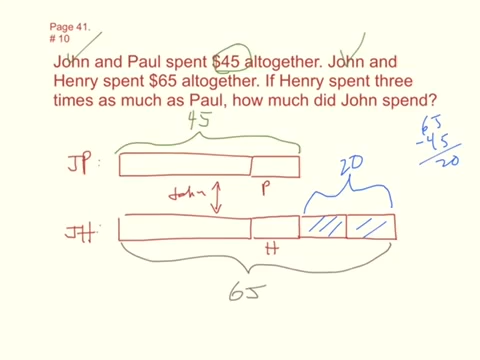 Page 41.
# 10
John and Paul spent $45 altogether. John and
Henry spent $65 altogether. If Henry spent three
times as much as Paul, how much did John spend?
45
65
-45
20
20
JP:
John
P
JH:
H
65